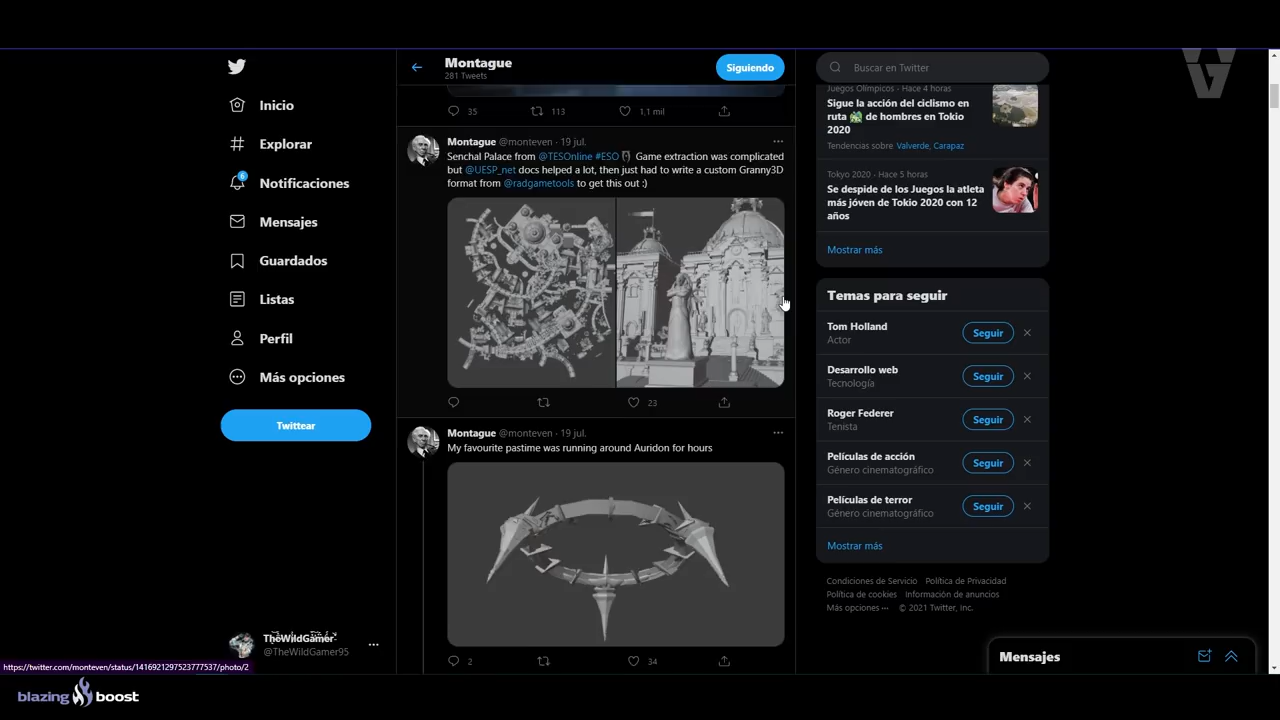 Inicio
Explorar
6
Notificaciones
Mensajes
Guardados
Listas
Perfil
Más opciones
Twittear
TheWildGamer
@TheWildGamer95
https://twitter.com/monteven/status/1416921297523777537/photo/2
blazing boost
Montague
281 Tweets
Siguiendo
35
113
1,1 mil
Montague @monteven · 19 jul.
Senchal Palace from @TESOnline #ESO Game extraction was complicated
but @UESP_net docs helped a lot, then just had to write a custom Granny3D
format from @radgametools to get this out :)
23
Montague @monteven · 19 jul.
My favourite pastime was running around Auridon for hours
2
34
Buscar en Twitter
Juegos Olímpicos · Hace 4 horas
Sigue la acción del ciclismo en
ruta 🚵 de hombres en Tokio
2020
Tendencias sobre Valverde, Carapaz
Tokio 2020 · Hace 5 horas
Se despide de los Juegos la atleta
más jóven de Tokio 2020 con 12
años
Mostrar más
Temas para seguir
Tom Holland
Actor
Seguir
Desarrollo web
Tecnología
Seguir
Roger Federer
Tenista
Seguir
Películas de acción
Género cinematográfico
Seguir
Películas de terror
Género cinematográfico
Seguir
Mostrar más
Condiciones de Servicio Política de Privacidad
Política de cookies Información de anuncios
Más opciones ··· © 2021 Twitter, Inc.
Mensajes